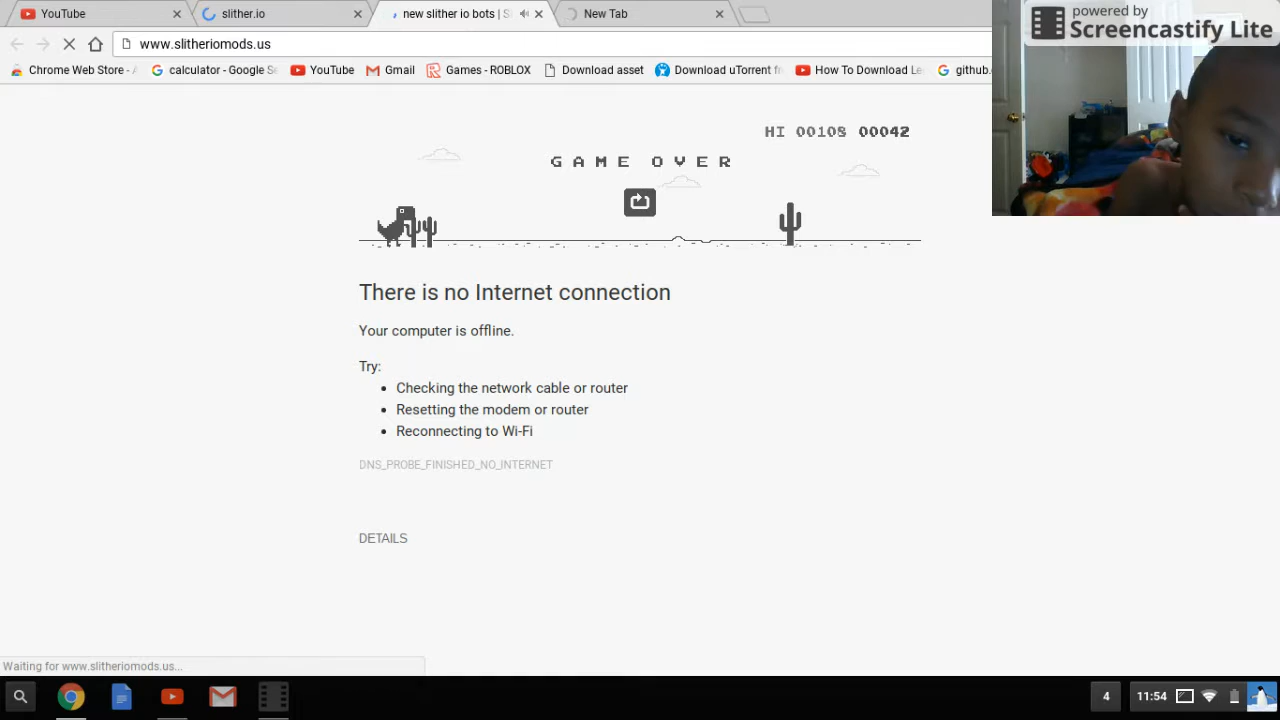 YouTube
slither.io
new slither io bots | S
New Tab
powered by
Screencastify Lite
www.slitheriomods.us
Chrome Web Store - A
calculator - Google Se
YouTube
Gmail
Games - ROBLOX
Download asset
Download uTorrent fr
How To Download Le
github.c
HI 00108 00042
GAME OVER
There is no Internet connection
Your computer is offline.
Try:
Checking the network cable or router
Resetting the modem or router
Reconnecting to Wi-Fi
DNS_PROBE_FINISHED_NO_INTERNET
DETAILS
Waiting for www.slitheriomods.us...
4
11:54